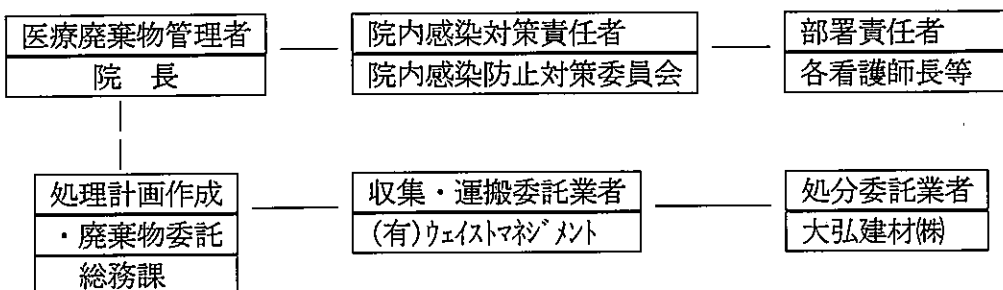 医療廃棄物管理者
院　長
院内感染対策責任者
院内感染防止対策委員会
部署責任者
各看護師長等
処理計画作成
・廃棄物委託
総務課
収集・運搬委託業者
(有)ウェイストマネジメント
処分委託業者
大弘建材㈱